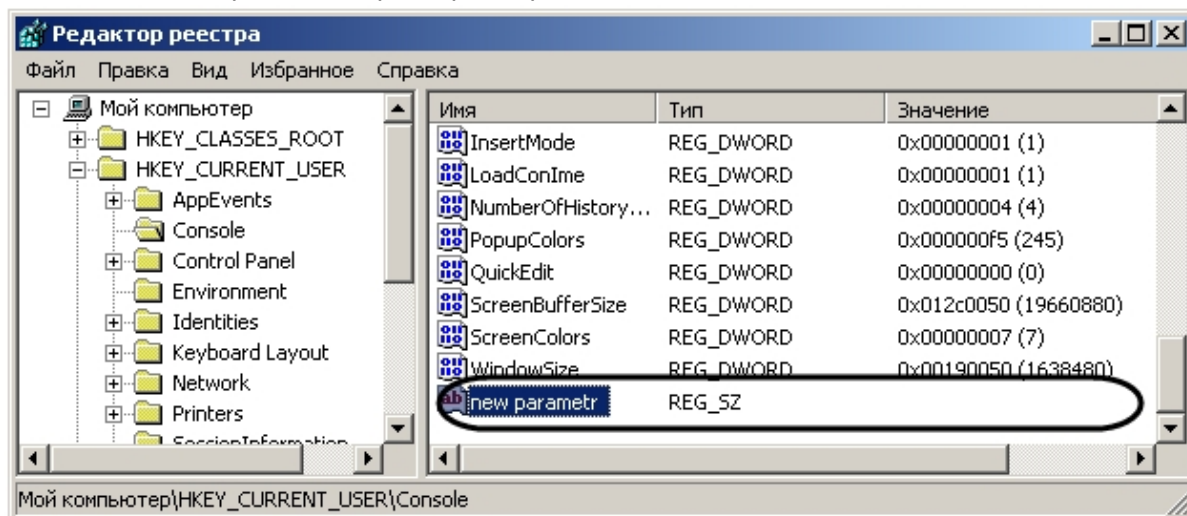 Редактор реестра
Файл Правка Вид Избранное Справка
Мой компьютер
HKEY_CLASSES_ROOT
HKEY_CURRENT_USER
AppEvents
Console
Control Panel
Environment
Identities
Keyboard Layout
Network
Printers
SessionInformation
Имя Тип Значение
InsertMode REG_DWORD 0x00000001 (1)
LoadConIme REG_DWORD 0x00000001 (1)
NumberOfHistory... REG_DWORD 0x00000004 (4)
PopupColors REG_DWORD 0x000000f5 (245)
QuickEdit REG_DWORD 0x00000000 (0)
ScreenBufferSize REG_DWORD 0x012c0050 (19660880)
ScreenColors REG_DWORD 0x00000007 (7)
WindowSize REG_DWORD 0x00190050 (1638480)
new parametr REG_SZ
Мой компьютер\HKEY_CURRENT_USER\Console